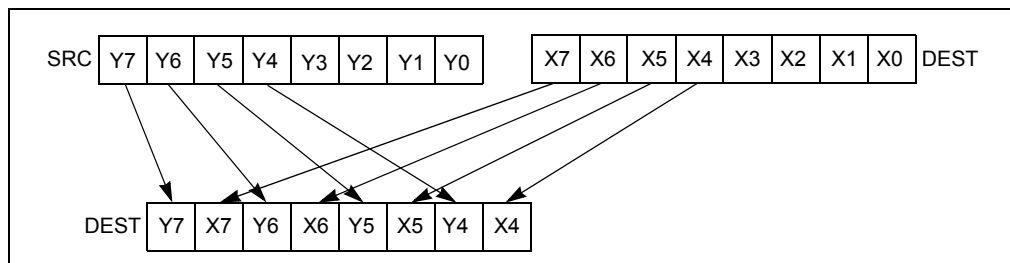 SRC Y7 Y6 Y5 Y4 Y3 Y2 Y1 Y0 X7 X6 X5 X4 X3 X2 X1 X0 DEST
DEST Y7 X7 Y6 X6 Y5 X5 Y4 X4